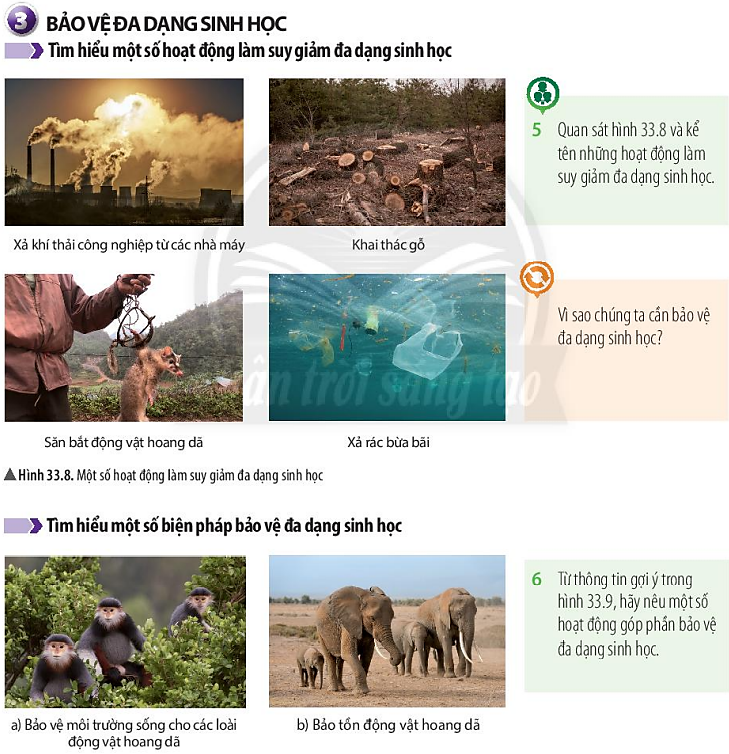 3 BẢO VỆ ĐA DẠNG SINH HỌC
Tìm hiểu một số hoạt động làm suy giảm đa dạng sinh học
Xả khí thải công nghiệp từ các nhà máy
Khai thác gỗ
5 Quan sát hình 33.8 và kể
tên những hoạt động làm
suy giảm đa dạng sinh học.
Săn bắt động vật hoang dã
Xả rác bừa bãi
Vì sao chúng ta cần bảo vệ
đa dạng sinh học?
Chân trời sáng tạo
Hình 33.8. Một số hoạt động làm suy giảm đa dạng sinh học
Tìm hiểu một số biện pháp bảo vệ đa dạng sinh học
a) Bảo vệ môi trường sống cho các loài
động vật hoang dã
b) Bảo tồn động vật hoang dã
6 Từ thông tin gợi ý trong
hình 33.9, hãy nêu một số
hoạt động góp phần bảo vệ
đa dạng sinh học.